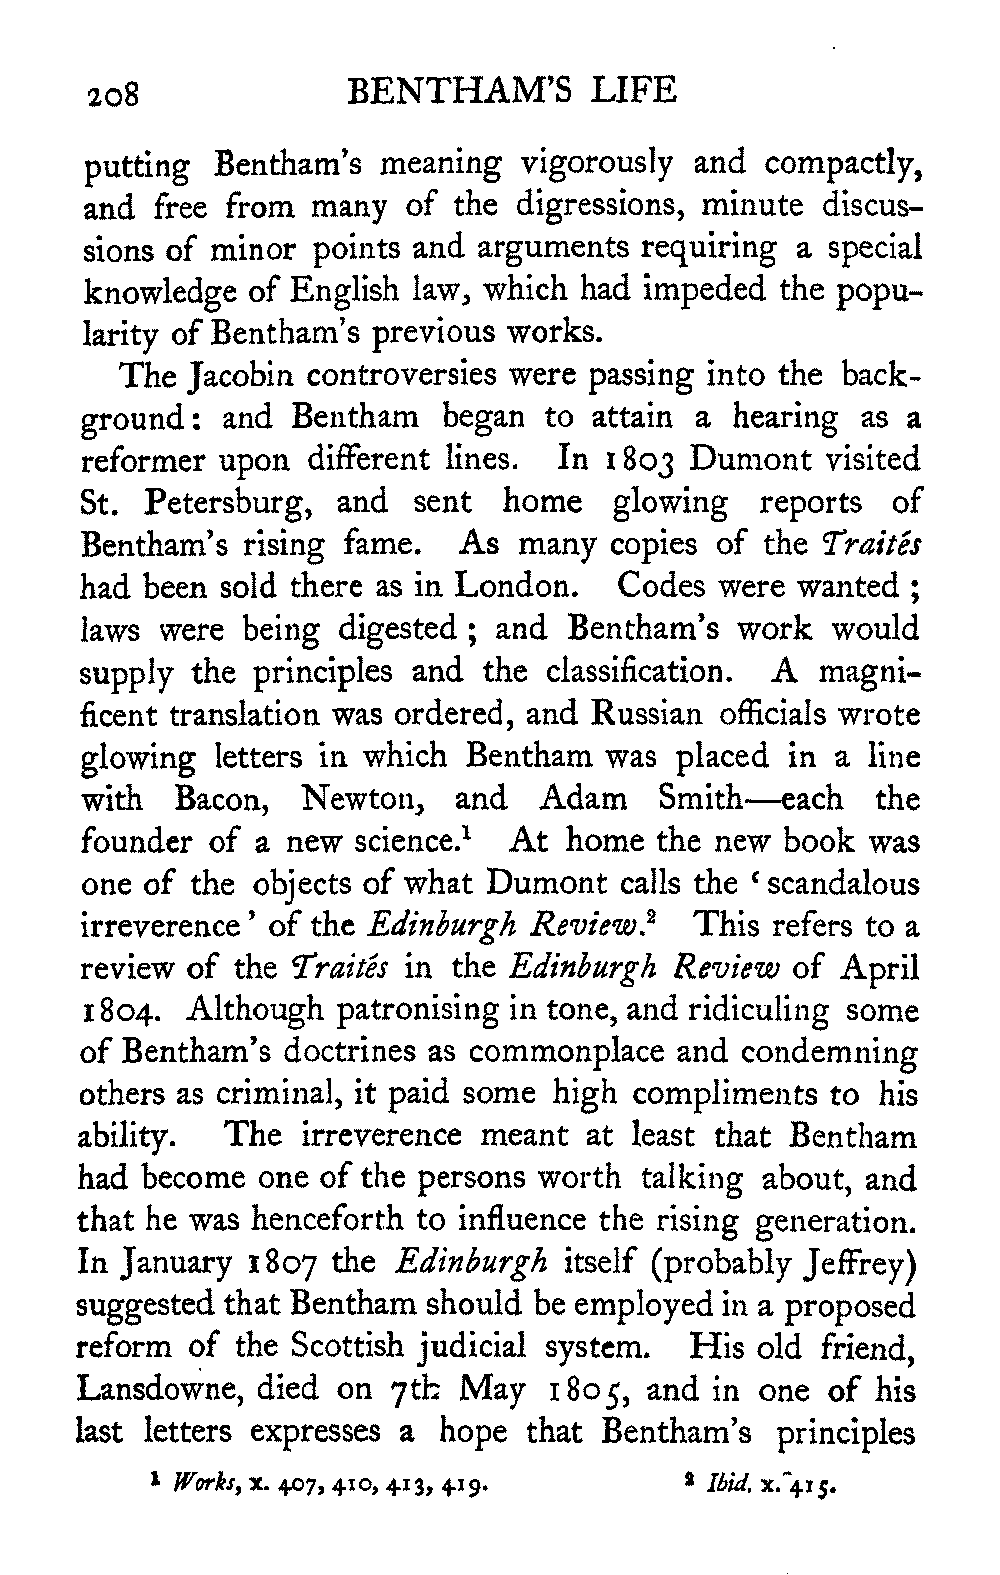 208 BENTHAM'S LIFE
putting Bentham's meaning vigorously and compactly,
and free from many of the digressions, minute discus-
sions of minor points and arguments requiring a special
knowledge of English law, which had impeded the popu-
larity of Bentham's previous works.
The Jacobin controversies were passing into the back-
ground: and Bentham began to attain a hearing as a
reformer upon different lines. In 1803 Dumont visited
St. Petersburg, and sent home glowing reports of
Bentham's rising fame. As many copies of the Traités
had been sold there as in London. Codes were wanted ;
laws were being digested ; and Bentham's work would
supply the principles and the classification. A magni-
ficent translation was ordered, and Russian officials wrote
glowing letters in which Bentham was placed in a line
with Bacon, Newton, and Adam Smith—each the
founder of a new science.¹ At home the new book was
one of the objects of what Dumont calls the ‘ scandalous
irreverence ’ of the Edinburgh Review.² This refers to a
review of the Traités in the Edinburgh Review of April
1804. Although patronising in tone, and ridiculing some
of Bentham's doctrines as commonplace and condemning
others as criminal, it paid some high compliments to his
ability. The irreverence meant at least that Bentham
had become one of the persons worth talking about, and
that he was henceforth to influence the rising generation.
In January 1807 the Edinburgh itself (probably Jeffrey)
suggested that Bentham should be employed in a proposed
reform of the Scottish judicial system. His old friend,
Lansdowne, died on 7th May 1805, and in one of his
last letters expresses a hope that Bentham's principles
¹ Works, x. 407, 410, 413, 419. ² Ibid. x. 415.